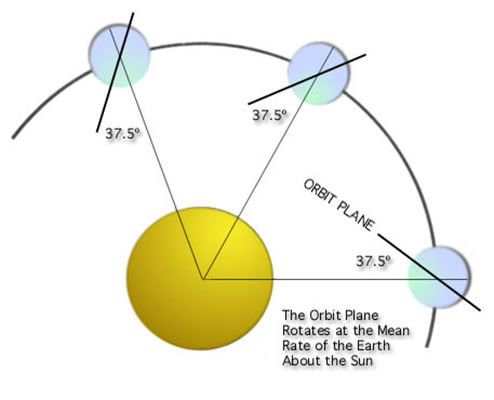 37.5º
37.5º
ORBIT PLANE
37.5º
The Orbit Plane
Rotates at the Mean
Rate of the Earth
About the Sun